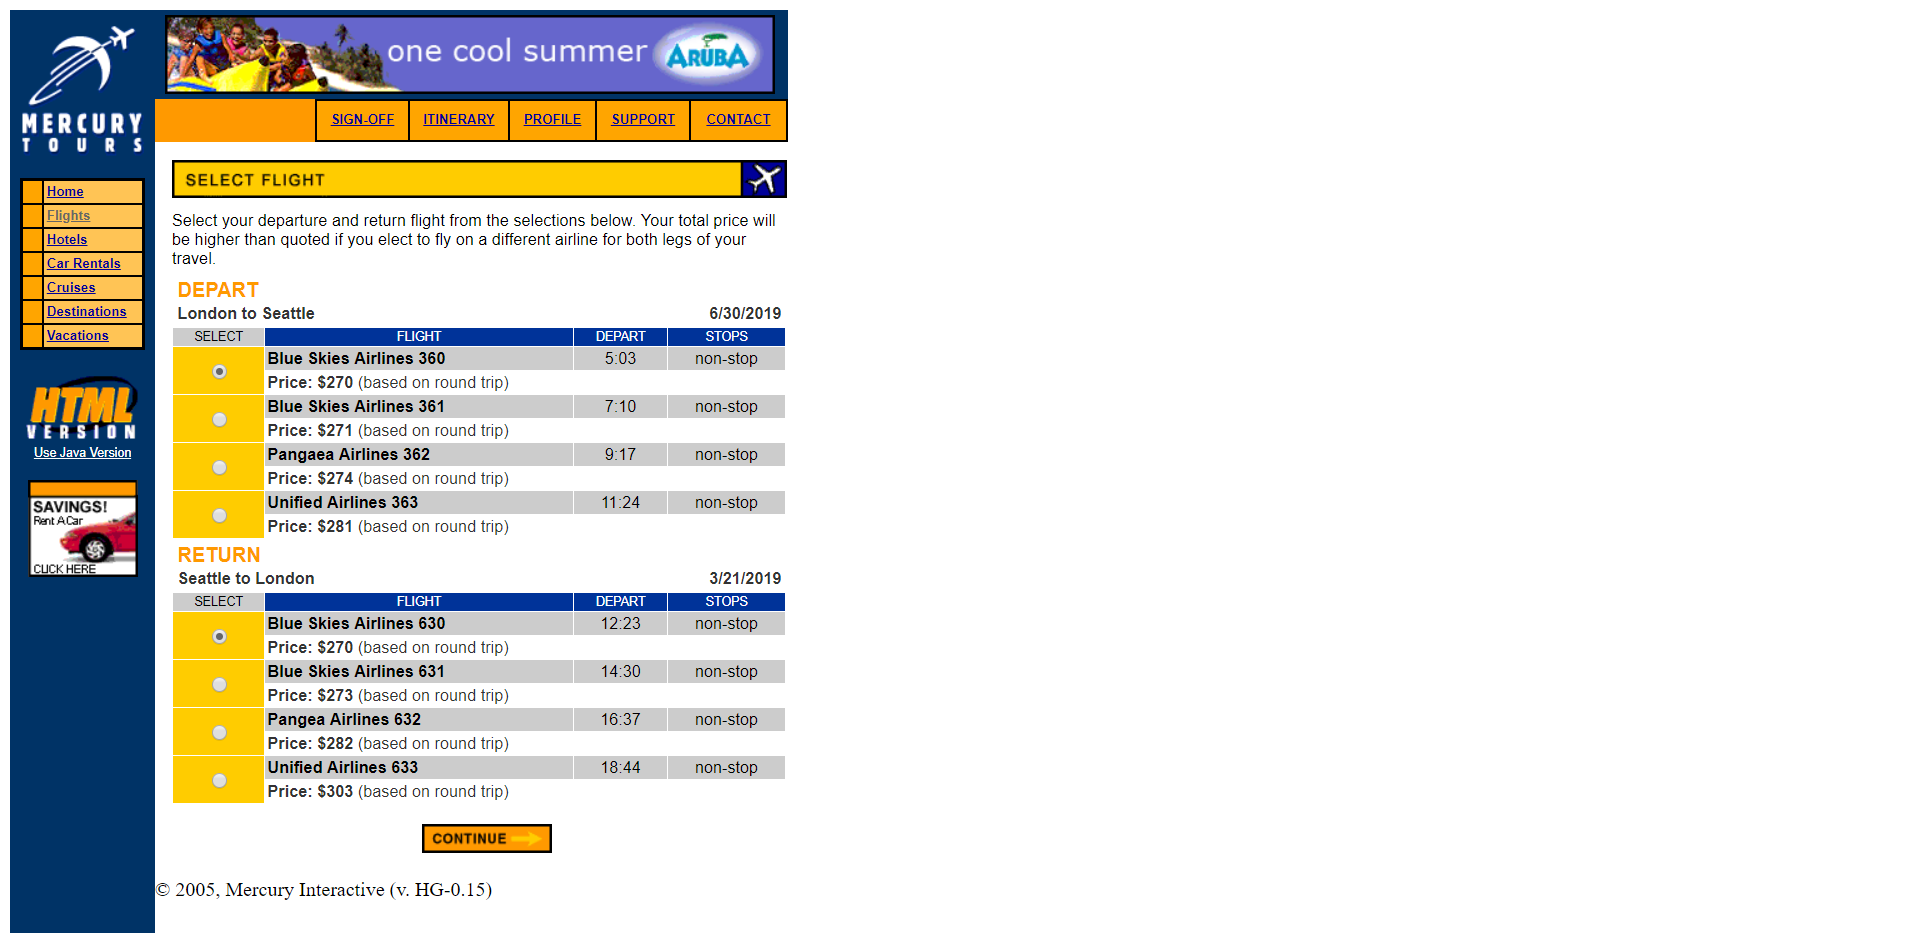 one cool summer ARUBA
MERCURY
TOURS
SIGN-OFF ITINERARY PROFILE SUPPORT CONTACT
Home
Flights
Hotels
Car Rentals
Cruises
Destinations
Vacations
HTML
VERSION
Use Java Version
SAVINGS!
Rent A Car
CLICK HERE
SELECT FLIGHT
Select your departure and return flight from the selections below. Your total price will
be higher than quoted if you elect to fly on a different airline for both legs of your
travel.
DEPART
London to Seattle 6/30/2019
SELECT FLIGHT DEPART STOPS
Blue Skies Airlines 360 5:03 non-stop
Price: $270 (based on round trip)
Blue Skies Airlines 361 7:10 non-stop
Price: $271 (based on round trip)
Pangaea Airlines 362 9:17 non-stop
Price: $274 (based on round trip)
Unified Airlines 363 11:24 non-stop
Price: $281 (based on round trip)
RETURN
Seattle to London 3/21/2019
SELECT FLIGHT DEPART STOPS
Blue Skies Airlines 630 12:23 non-stop
Price: $270 (based on round trip)
Blue Skies Airlines 631 14:30 non-stop
Price: $273 (based on round trip)
Pangea Airlines 632 16:37 non-stop
Price: $282 (based on round trip)
Unified Airlines 633 18:44 non-stop
Price: $303 (based on round trip)
CONTINUE
© 2005, Mercury Interactive (v. HG-0.15)